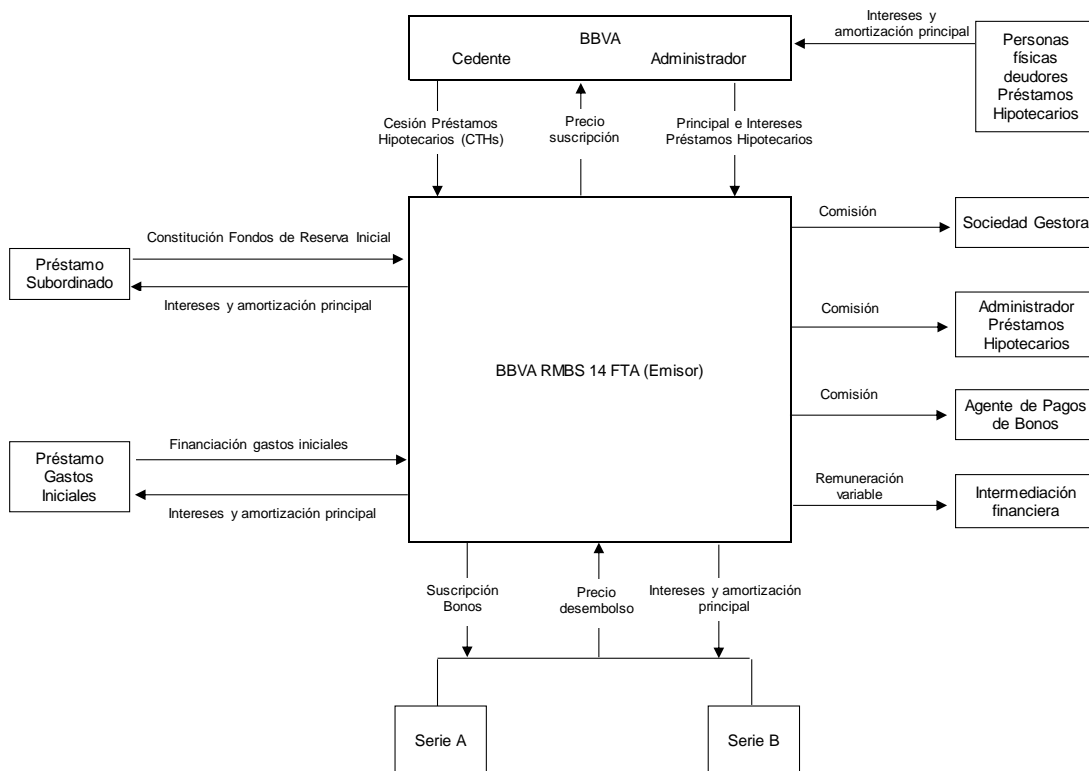 BBVA
Cedente
Administrador
Intereses y
amortización principal
Personas
físicas
deudores
Préstamos
Hipotecarios
Cesión Préstamos
Hipotecarios (CTHs)
Precio
suscripción
Principal e Intereses
Préstamos Hipotecarios
Préstamo
Subordinado
Constitución Fondos de Reserva Inicial
Intereses y amortización principal
Préstamo
Gastos
Iniciales
Financiación gastos iniciales
Intereses y amortización principal
BBVA RMBS 14 FTA (Emisor)
Comisión
Sociedad Gestora
Comisión
Administrador
Préstamos
Hipotecarios
Comisión
Agente de Pagos
de Bonos
Remuneración
variable
Intermediación
financiera
Suscripción
Bonos
Precio
desembolso
Intereses y amortización
principal
Serie A
Serie B